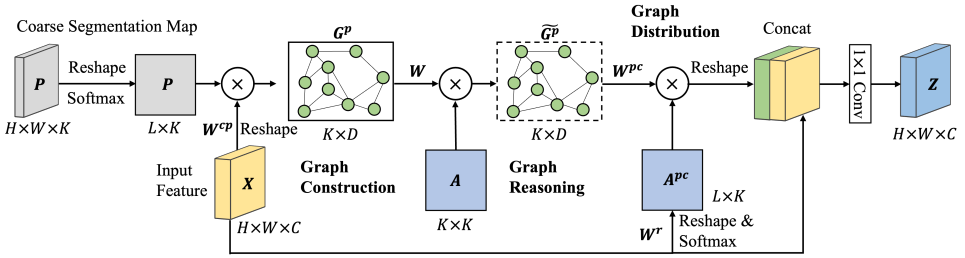 Coarse Segmentation Map
P
H×W×K
Reshape
Softmax
P
L×K
×
W^cp
Reshape
Input
Feature
X
H×W×C
G^p
K×D
Graph
Construction
W
×
A
K×K
G̃^p
K×D
Graph
Reasoning
Graph
Distribution
W^pc
×
Reshape
A^pc
L×K
W^r
Reshape &
Softmax
Concat
1×1 Conv
Z
H×W×C